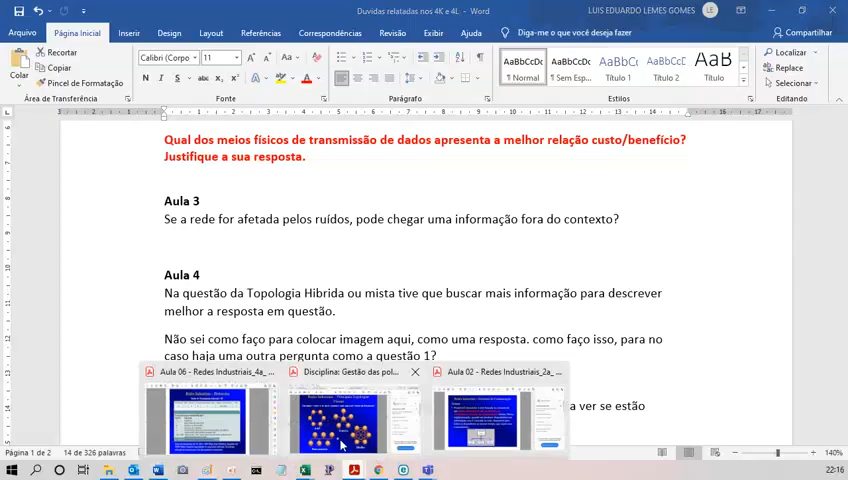 Duvidas relatadas nos 4K e 4L. - Word
LUIS EDUARDO LEMES GOMES
LE
Arquivo
Página Inicial
Inserir
Design
Layout
Referências
Correspondências
Revisão
Exibir
Ajuda
Diga-me o que você deseja fazer
Compartilhar
Colar
Recortar
Copiar
Pincel de Formatação
Área de Transferência
Calibri (Corpo
11
Fonte
Parágrafo
AaBbCcDc
¶ Normal
AaBbCcDc
¶ Sem Esp...
AaBbCc
Título 1
AaBbCcC
Título 2
AaB
Título
Estilos
Localizar
Substituir
Selecionar
Editando
Qual dos meios físicos de transmissão de dados apresenta a melhor relação custo/benefício?
Justifique a sua resposta.
Aula 3
Se a rede for afetada pelos ruídos, pode chegar uma informação fora do contexto?
Aula 4
Na questão da Topologia Hibrida ou mista tive que buscar mais informação para descrever
melhor a resposta em questão.
Não sei como faço para colocar imagem aqui, como uma resposta. como faço isso, para no
caso haja uma outra pergunta como a questão 1?
Aula 06 - Redes Industriais_4a_...
Disciplina: Gestão das pol...
Aula 02 - Redes Industriais_2a_...
a ver se estão
Página 1 de 2
14 de 326 palavras
140%
22:16